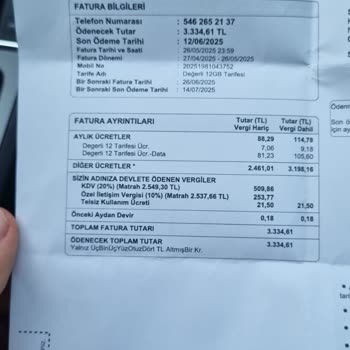 FATURA BİLGİLERİ
Telefon Numarası : 546 265 21 37
Ödenecek Tutar : 3.334,61 TL
Son Ödeme Tarihi : 12/06/2025
Fatura Tarihi ve Saati : 26/05/2025 23:59
Fatura Dönemi : 27/04/2025 - 26/05/2025
Mobil No : 20251981043752
Tarife Adı : Değerli 12GB Tarifesi
Bir Sonraki Fatura Tarihi : 26/06/2025
Bir Sonraki Son Ödeme Tarihi : 14/07/2025
FATURA AYRINTILARI Tutar (TL) Vergi Hariç Tutar (TL) Vergi Dahil
AYLIK ÜCRETLER 88,29 114,78
Degerli 12 Tarifesi Ücr. 7,06 9,18
Degerli 12 Tarifesi Ücr.-Data 81,23 105,60
DİĞER ÜCRETLER * 2.461,01 3.198,16
SİZİN ADINIZA DEVLETE ÖDENEN VERGİLER
KDV (20%) (Matrah 2.549,30 TL) 509,86
Özel İletişim Vergisi (10%) (Matrah 2.537,66 TL) 253,77
Telsiz Kullanım Ücreti 21,50 21,50
Önceki Aydan Devir 0,18 0,18
TOPLAM FATURA TUTARI 3.334,61
ÖDENECEK TOPLAM TUTAR 3.334,61
Yalnız ÜçBinÜçYüzOtuzDört TL AltmışBir Kr.